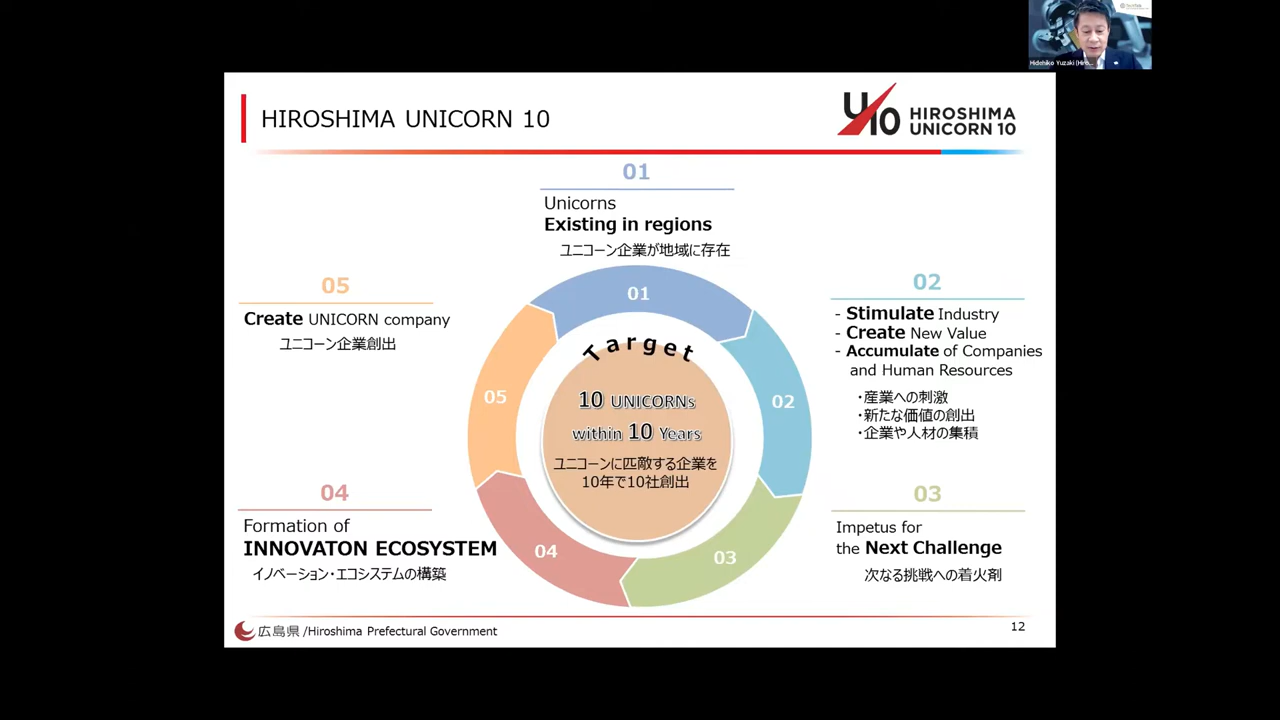 Hidehiko Yuzaki (Hiro...
HIROSHIMA UNICORN 10
U10 HIROSHIMA
UNICORN 10
01
Unicorns
Existing in regions
ユニコーン企業が地域に存在
02
- Stimulate Industry
- Create New Value
- Accumulate of Companies
and Human Resources
・産業への刺激
・新たな価値の創出
・企業や人材の集積
03
Impetus for
the Next Challenge
次なる挑戦への着火剤
04
Formation of
INNOVATON ECOSYSTEM
イノベーション・エコシステムの構築
05
Create UNICORN company
ユニコーン企業創出
01
02
03
04
05
Target
10 UNICORNs
within 10 Years
ユニコーンに匹敵する企業を
10年で10社創出
広島県 /Hiroshima Prefectural Government
12